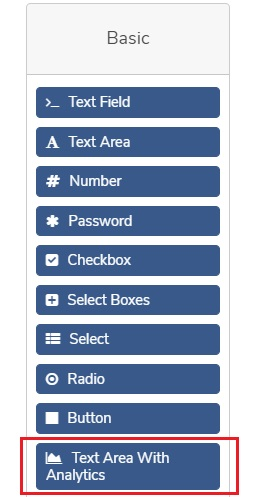 Basic
Text Field
Text Area
Number
Password
Checkbox
Select Boxes
Select
Radio
Button
Text Area With
Analytics